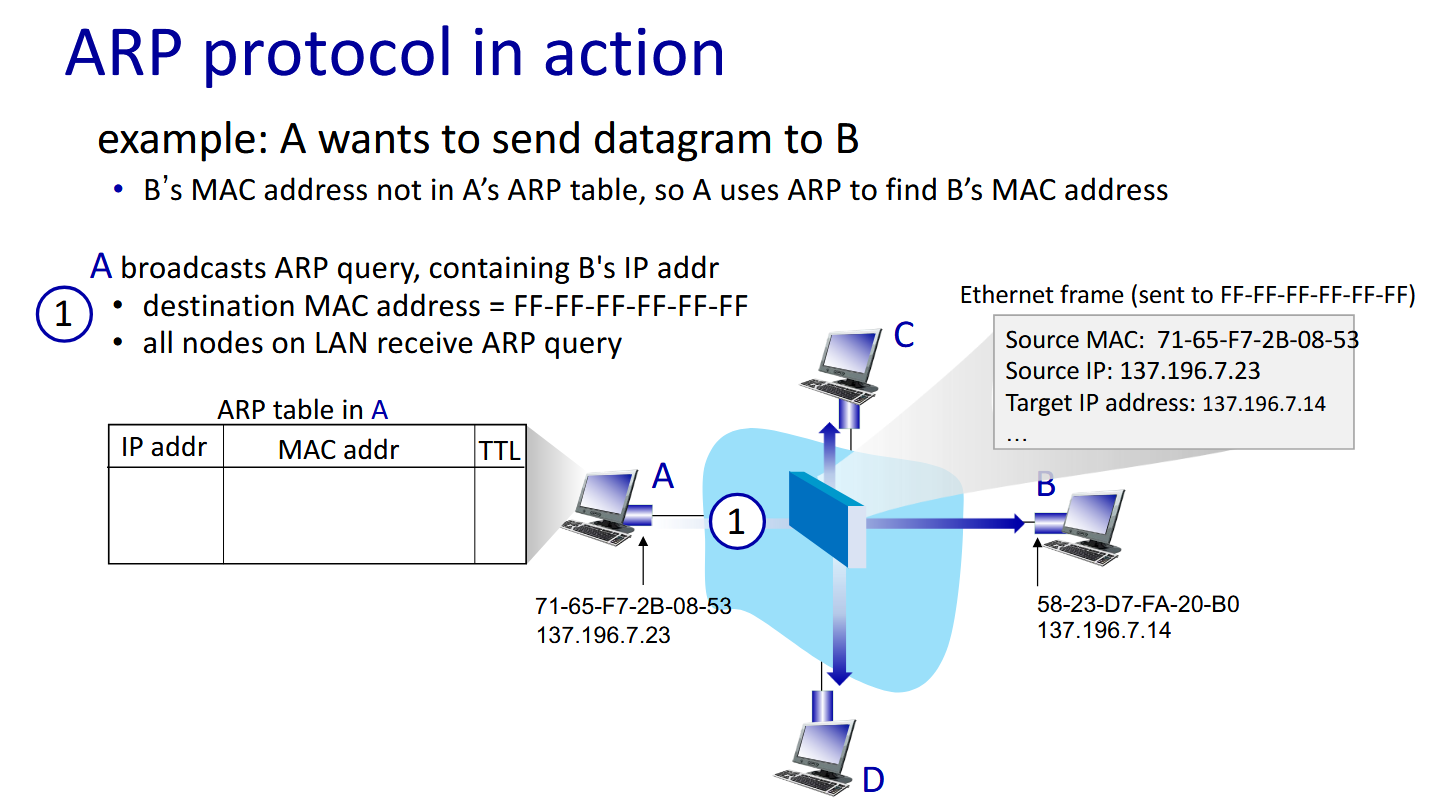 ARP protocol in action
example: A wants to send datagram to B
• B’s MAC address not in A’s ARP table, so A uses ARP to find B’s MAC address
A broadcasts ARP query, containing B's IP addr
1
• destination MAC address = FF-FF-FF-FF-FF-FF
• all nodes on LAN receive ARP query
Ethernet frame (sent to FF-FF-FF-FF-FF-FF)
Source MAC: 71-65-F7-2B-08-53
Source IP: 137.196.7.23
Target IP address: 137.196.7.14
…
C
ARP table in A
IP addr MAC addr TTL
A
1
B
71-65-F7-2B-08-53
137.196.7.23
58-23-D7-FA-20-B0
137.196.7.14
D